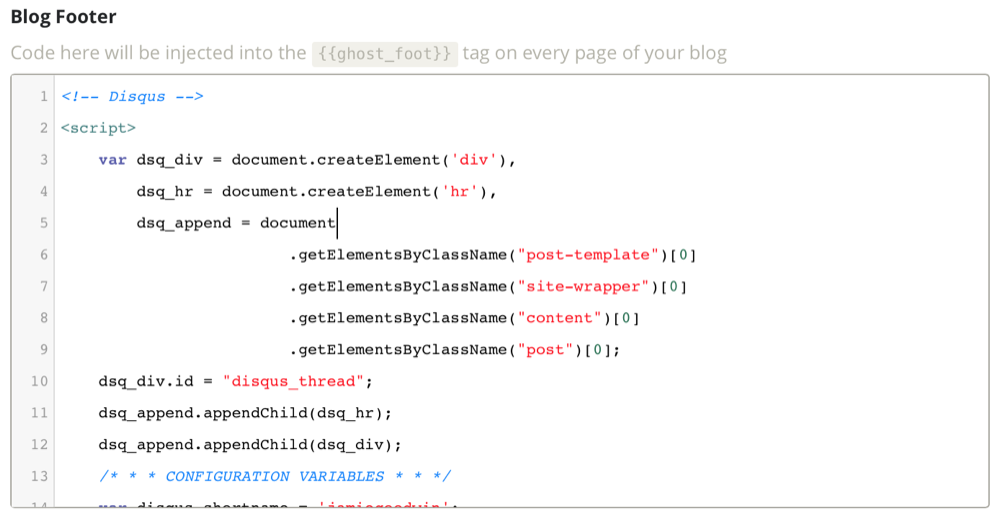 Blog Footer
Code here will be injected into the {{ghost_foot}} tag on every page of your blog
1 <!-- Disqus -->
2 <script>
3 var dsq_div = document.createElement('div'),
4 dsq_hr = document.createElement('hr'),
5 dsq_append = document
6 .getElementsByClassName("post-template")[0]
7 .getElementsByClassName("site-wrapper")[0]
8 .getElementsByClassName("content")[0]
9 .getElementsByClassName("post")[0];
10 dsq_div.id = "disqus_thread";
11 dsq_append.appendChild(dsq_hr);
12 dsq_append.appendChild(dsq_div);
13 /* * * CONFIGURATION VARIABLES * * */
14 var disqus_shortname =